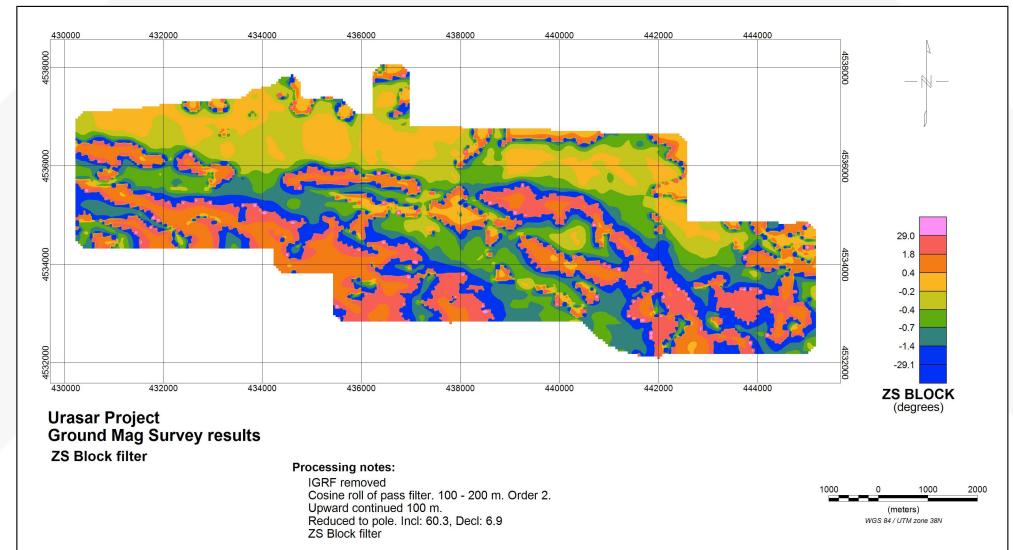 430000 432000 434000 436000 438000 440000 442000 444000
4538000 4538000
4536000 4536000
4534000 4534000
4532000 4532000
430000 432000 434000 436000 438000 440000 442000 444000
N
29.0
1.8
0.4
-0.2
-0.4
-0.7
-1.4
-29.1
ZS BLOCK
(degrees)
Urasar Project
Ground Mag Survey results
ZS Block filter
Processing notes:
IGRF removed
Cosine roll of pass filter. 100 - 200 m. Order 2.
Upward continued 100 m.
Reduced to pole. Incl: 60.3, Decl: 6.9
ZS Block filter
1000 0 1000 2000
(meters)
WGS 84 / UTM zone 38N